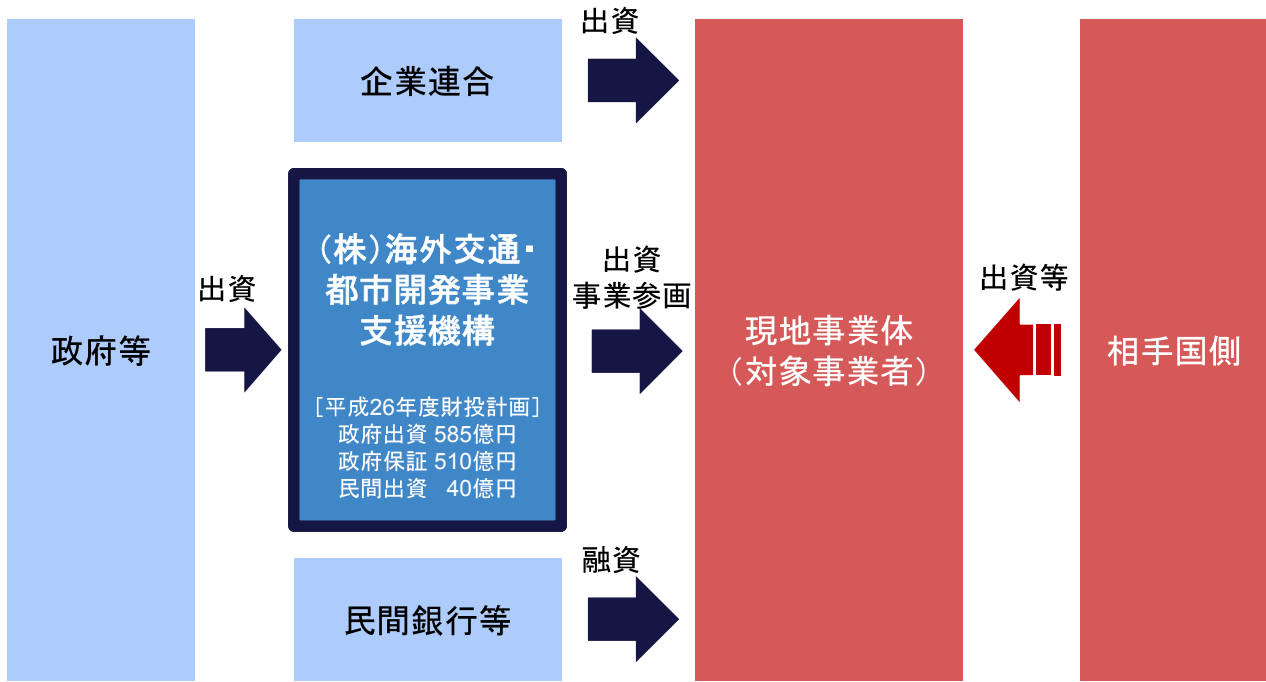 政府等
出資
企業連合
出資
（株）海外交通・
都市開発事業
支援機構
［平成26年度財投計画］
政府出資 585億円
政府保証 510億円
民間出資 40億円
出資
事業参画
民間銀行等
融資
現地事業体
（対象事業者）
出資等
相手国側